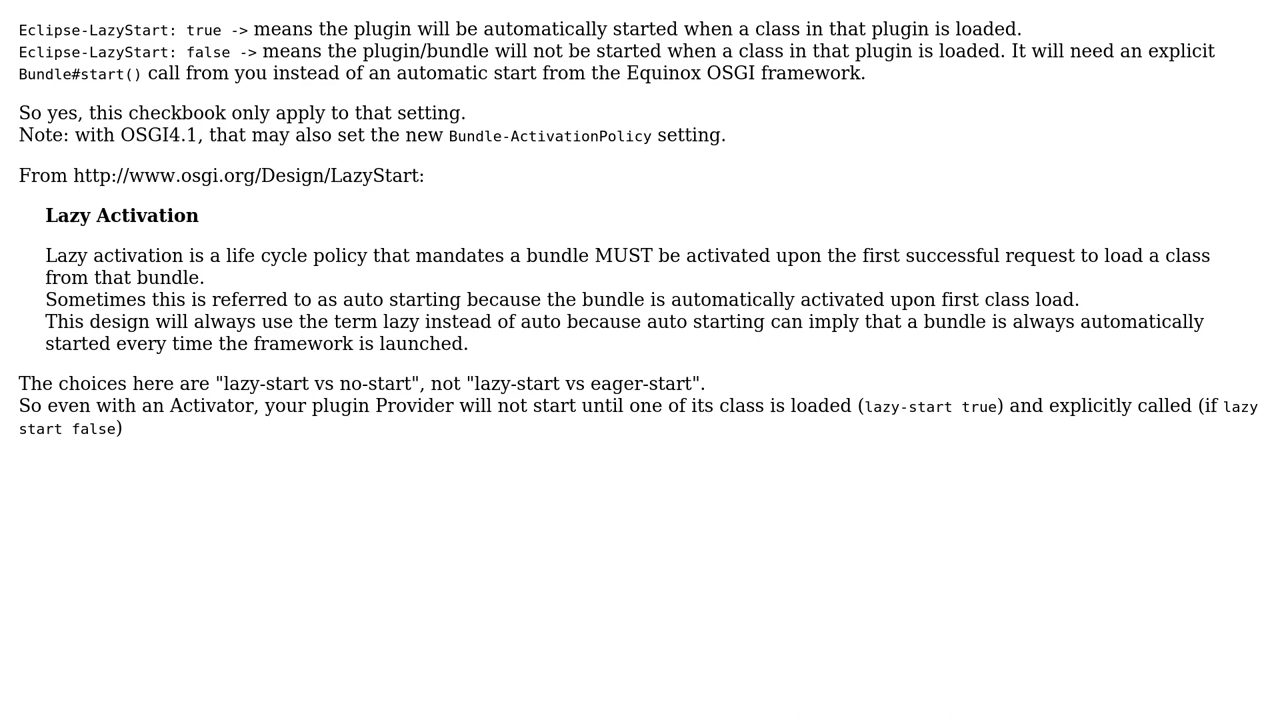 Eclipse-LazyStart: true -> means the plugin will be automatically started when a class in that plugin is loaded.
Eclipse-LazyStart: false -> means the plugin/bundle will not be started when a class in that plugin is loaded. It will need an explicit
Bundle#start() call from you instead of an automatic start from the Equinox OSGI framework.
So yes, this checkbook only apply to that setting.
Note: with OSGI4.1, that may also set the new Bundle-ActivationPolicy setting.
From http://www.osgi.org/Design/LazyStart:
Lazy Activation
Lazy activation is a life cycle policy that mandates a bundle MUST be activated upon the first successful request to load a class
from that bundle.
Sometimes this is referred to as auto starting because the bundle is automatically activated upon first class load.
This design will always use the term lazy instead of auto because auto starting can imply that a bundle is always automatically
started every time the framework is launched.
The choices here are "lazy-start vs no-start", not "lazy-start vs eager-start".
So even with an Activator, your plugin Provider will not start until one of its class is loaded (lazy-start true) and explicitly called (if lazy
start false)